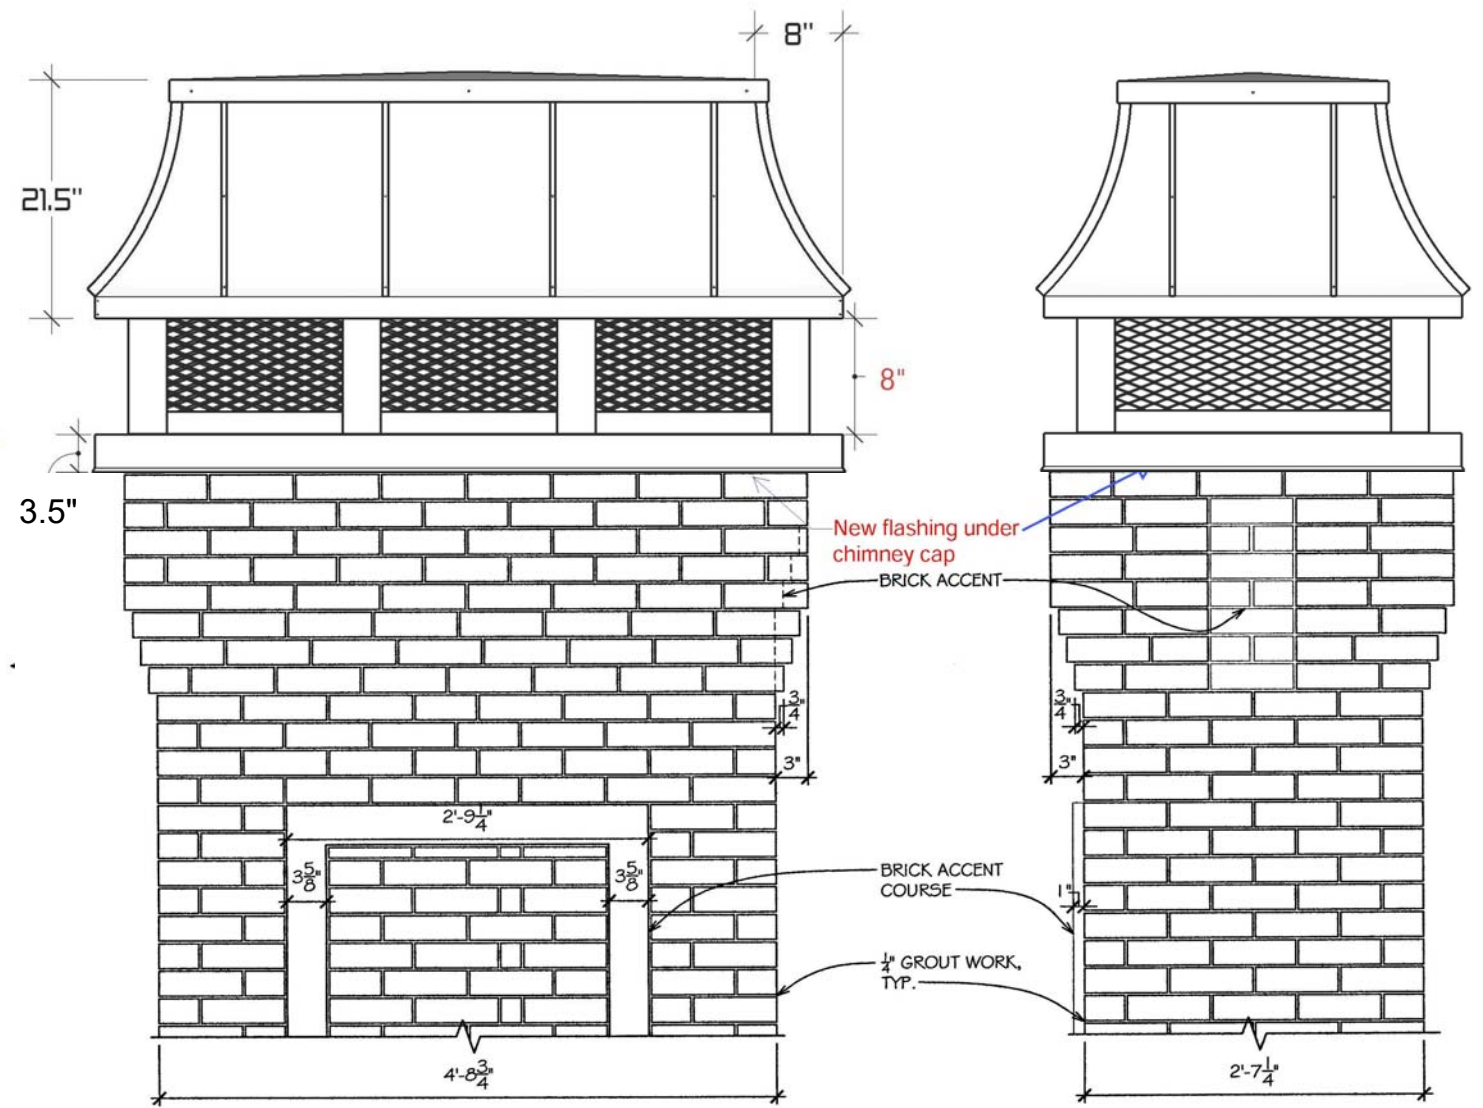 8"
21.5"
8"
3.5"
New flashing under
chimney cap
BRICK ACCENT
3/4"
3/4"
3"
3"
2'-9 1/4"
3 5/8"
3 5/8"
BRICK ACCENT
COURSE
1"
1/4" GROUT WORK,
TYP.
4'-8 3/4"
2'-7 1/4"